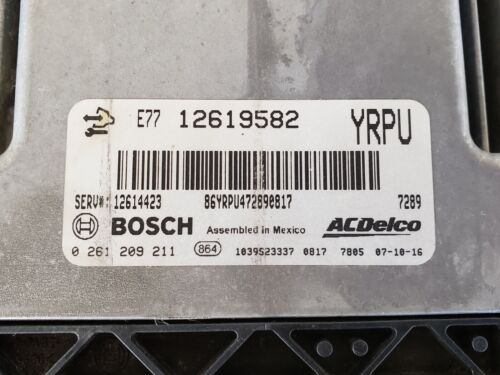 E77 12619582 YRPU
SERV#: 12614423 86YRPU472890817 7289
BOSCH Assembled in Mexico ACDelco
0 261 209 211 864 1039S23337 0817 7805 07-10-16